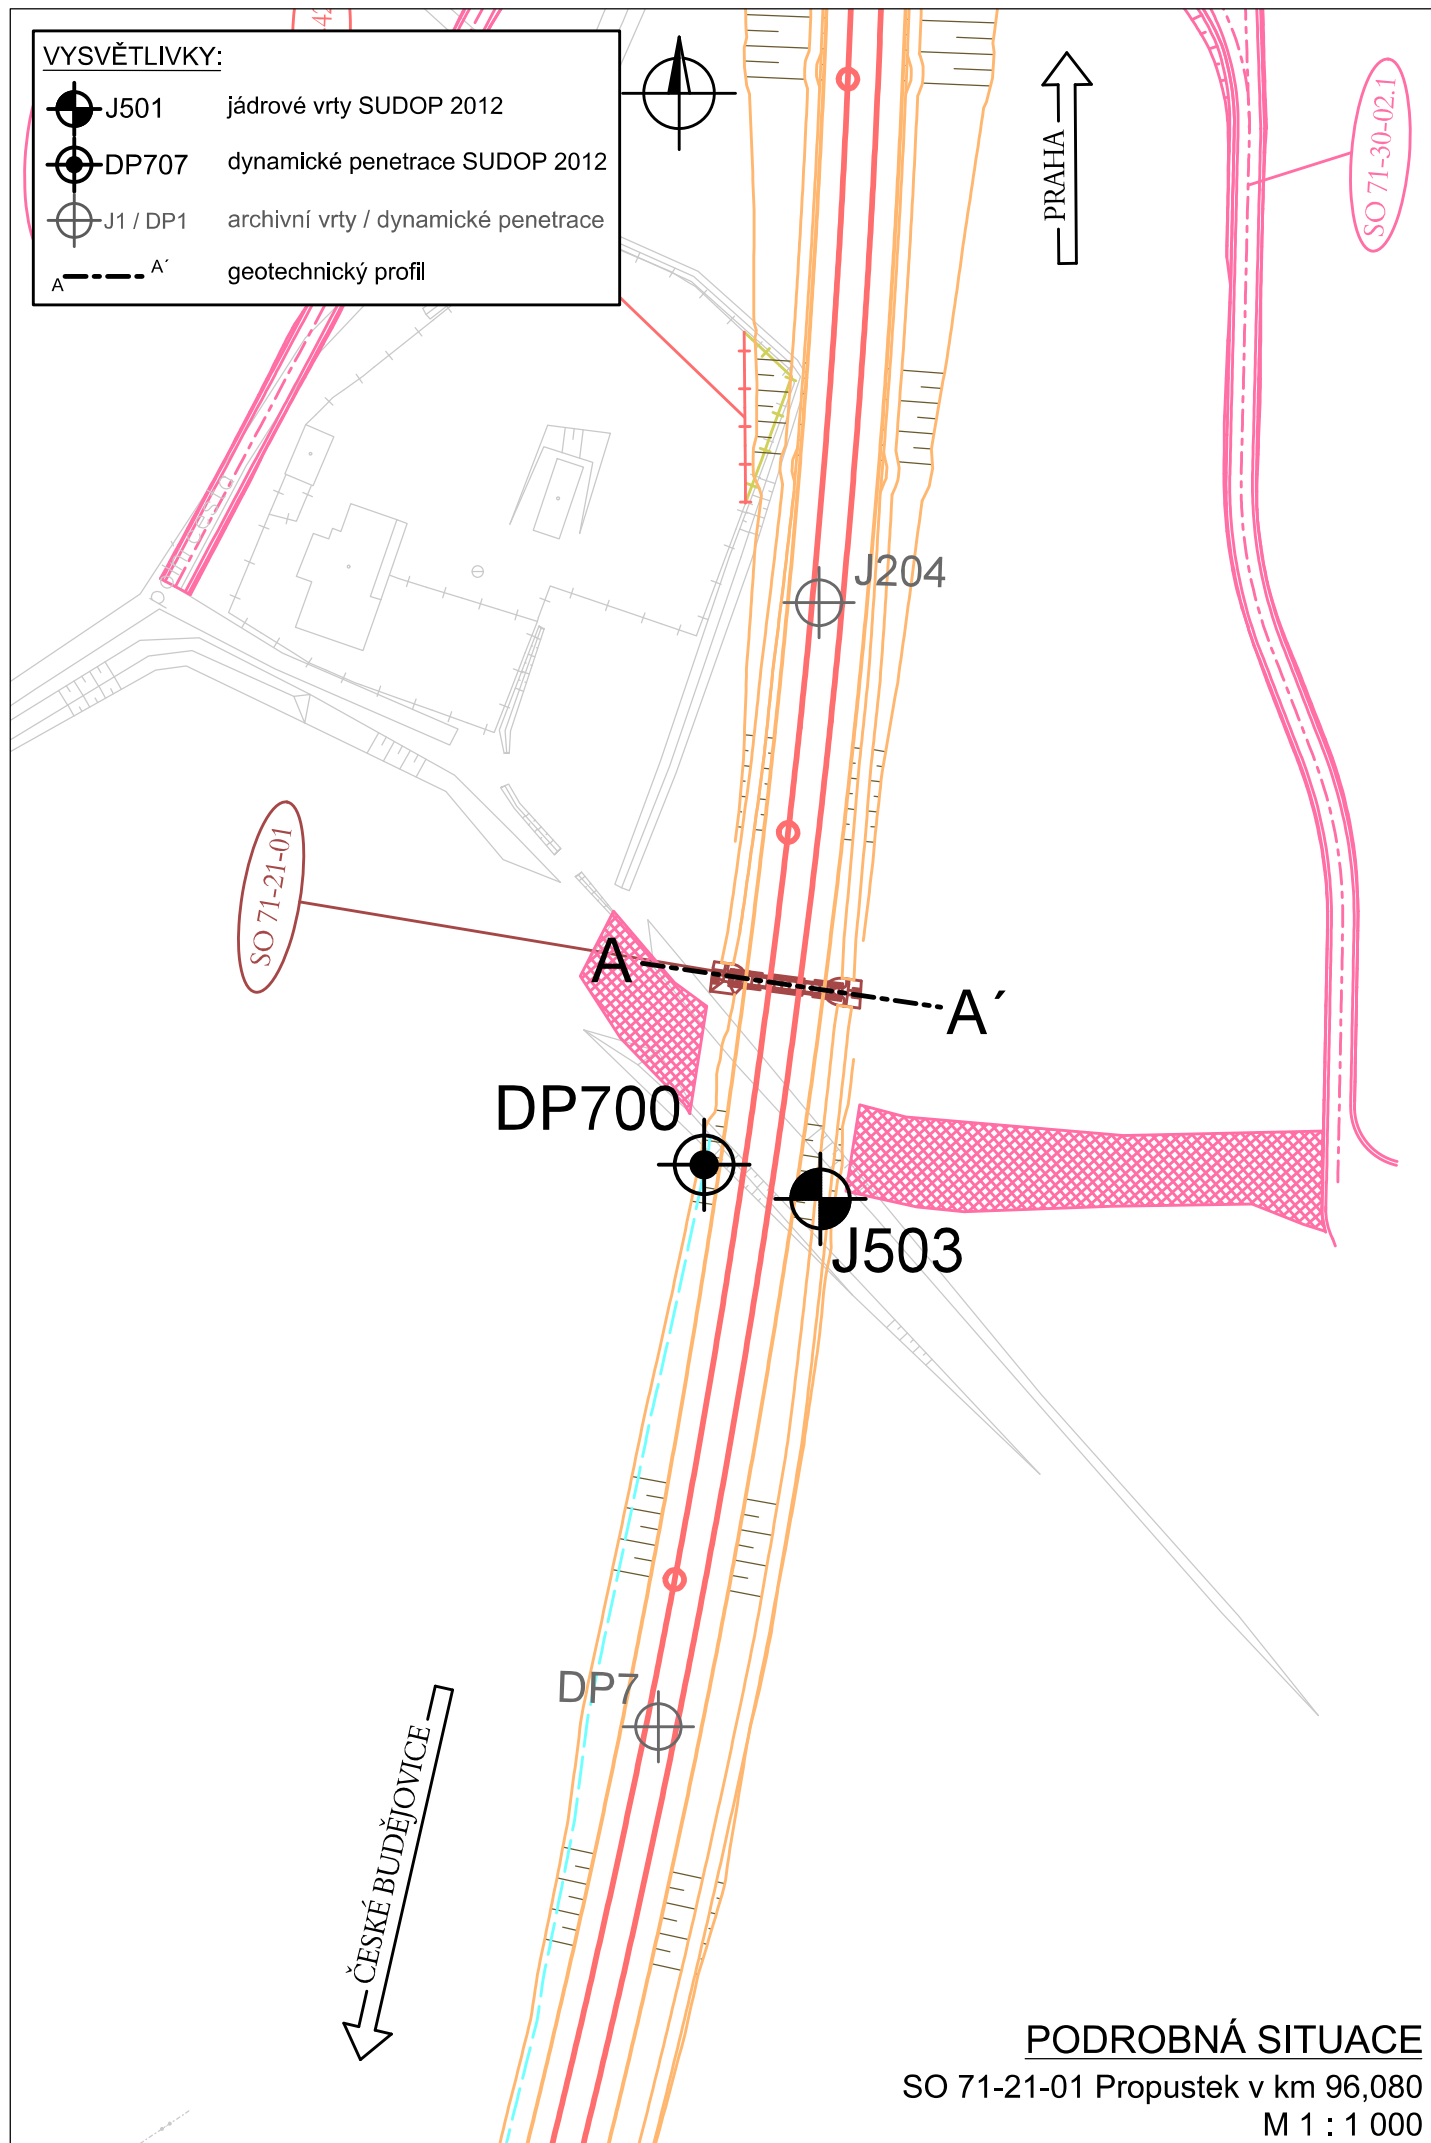 VYSVĚTLIVKY:
J501 jádrové vrty SUDOP 2012
DP707 dynamické penetrace SUDOP 2012
J1 / DP1 archivní vrty / dynamické penetrace
A A´ geotechnický profil
PRAHA
SO 71-30-02.1
J204
polní cesta
SO 71-21-01
A
A´
DP700
J503
DP7
ČESKÉ BUDĚJOVICE
PODROBNÁ SITUACE
SO 71-21-01 Propustek v km 96,080
M 1 : 1 000